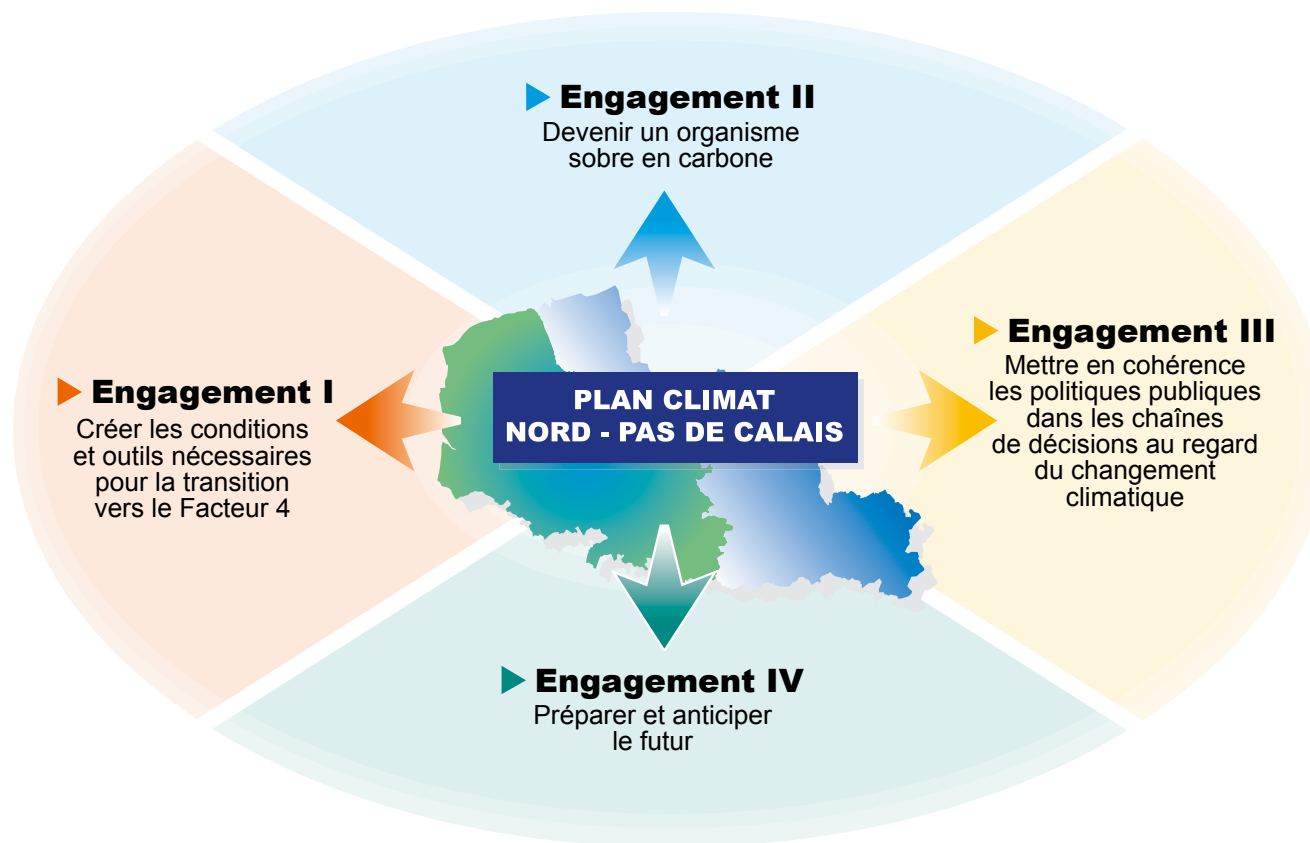 Engagement II
Devenir un organisme
sobre en carbone
Engagement I
Créer les conditions
et outils nécessaires
pour la transition
vers le Facteur 4
PLAN CLIMAT
NORD - PAS DE CALAIS
Engagement III
Mettre en cohérence
les politiques publiques
dans les chaînes
de décisions au regard
du changement
climatique
Engagement IV
Préparer et anticiper
le futur